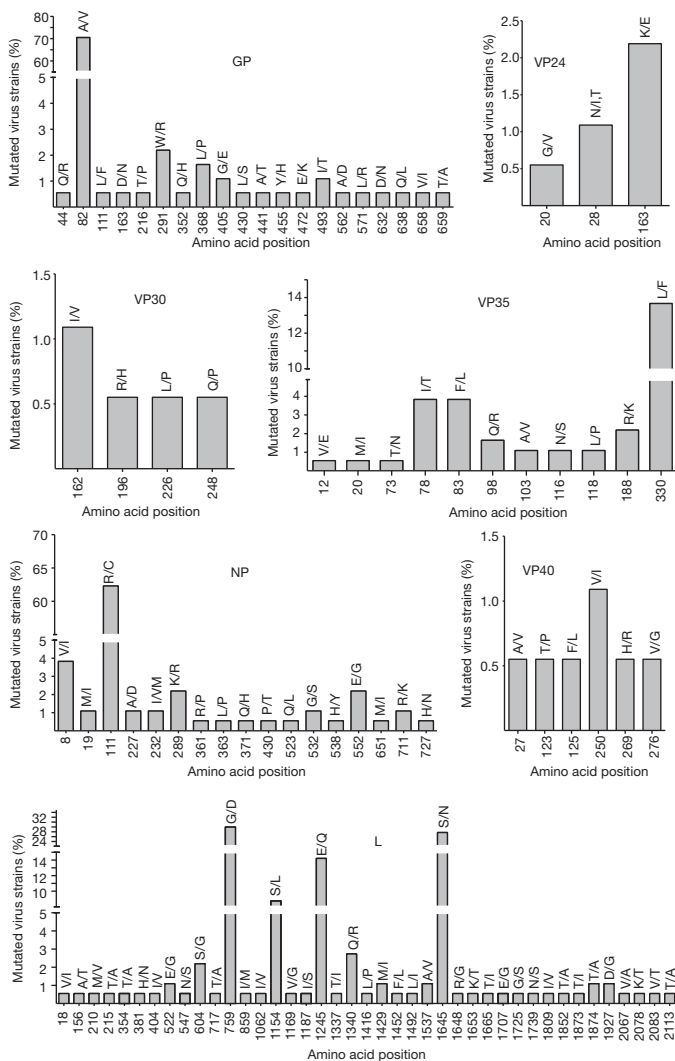 GP
Mutated virus strains (%)
80
70
60
5
4
3
2
1
Q/R
A/V
L/F
D/N
T/P
W/R
Q/H
L/P
G/E
L/S
A/T
Y/H
E/K
I/T
A/D
L/R
D/N
Q/L
V/I
T/A
44
82
111
163
216
291
352
368
405
430
441
455
472
493
562
571
632
638
658
659
Amino acid position
VP24
Mutated virus strains (%)
2.5
2.0
1.5
1.0
0.5
G/V
N/I,T
K/E
20
28
163
Amino acid position
VP30
Mutated virus strains (%)
1.5
1.0
0.5
I/V
R/H
L/P
Q/P
162
196
226
248
Amino acid position
VP35
Mutated virus strains (%)
14
12
10
4
3
2
1
V/E
M/I
T/N
I/T
F/L
Q/R
A/V
N/S
L/P
R/K
L/F
12
20
73
78
83
98
103
116
118
188
330
Amino acid position
NP
Mutated virus strains (%)
70
65
60
5
4
3
2
1
V/I
M/I
R/C
A/D
I/VM
K/R
R/P
L/P
Q/H
P/T
Q/L
G/S
H/Y
E/G
M/I
R/K
H/N
8
19
111
227
232
289
361
363
371
430
523
532
538
552
651
711
727
Amino acid position
VP40
Mutated virus strains (%)
1.5
1.0
0.5
A/V
T/P
F/L
V/I
H/R
V/G
27
123
125
250
269
276
Amino acid position
L
Mutated virus strains (%)
32
28
24
14
10
5
4
3
2
1
V/I
A/T
M/V
T/A
T/A
H/N
I/V
E/G
N/S
S/G
T/A
G/D
I/M
I/V
S/L
V/G
I/S
E/Q
T/I
Q/R
L/P
M/I
F/L
L/I
A/V
S/N
R/G
K/T
T/I
E/G
G/S
N/S
I/V
T/A
T/I
T/A
D/G
V/A
K/T
V/T
T/A
18
156
210
215
354
381
404
522
547
604
717
759
859
1062
1154
1169
1187
1245
1337
1340
1416
1429
1452
1492
1537
1645
1648
1653
1665
1707
1725
1739
1809
1852
1873
1874
1927
2067
2078
2083
2113
Amino acid position